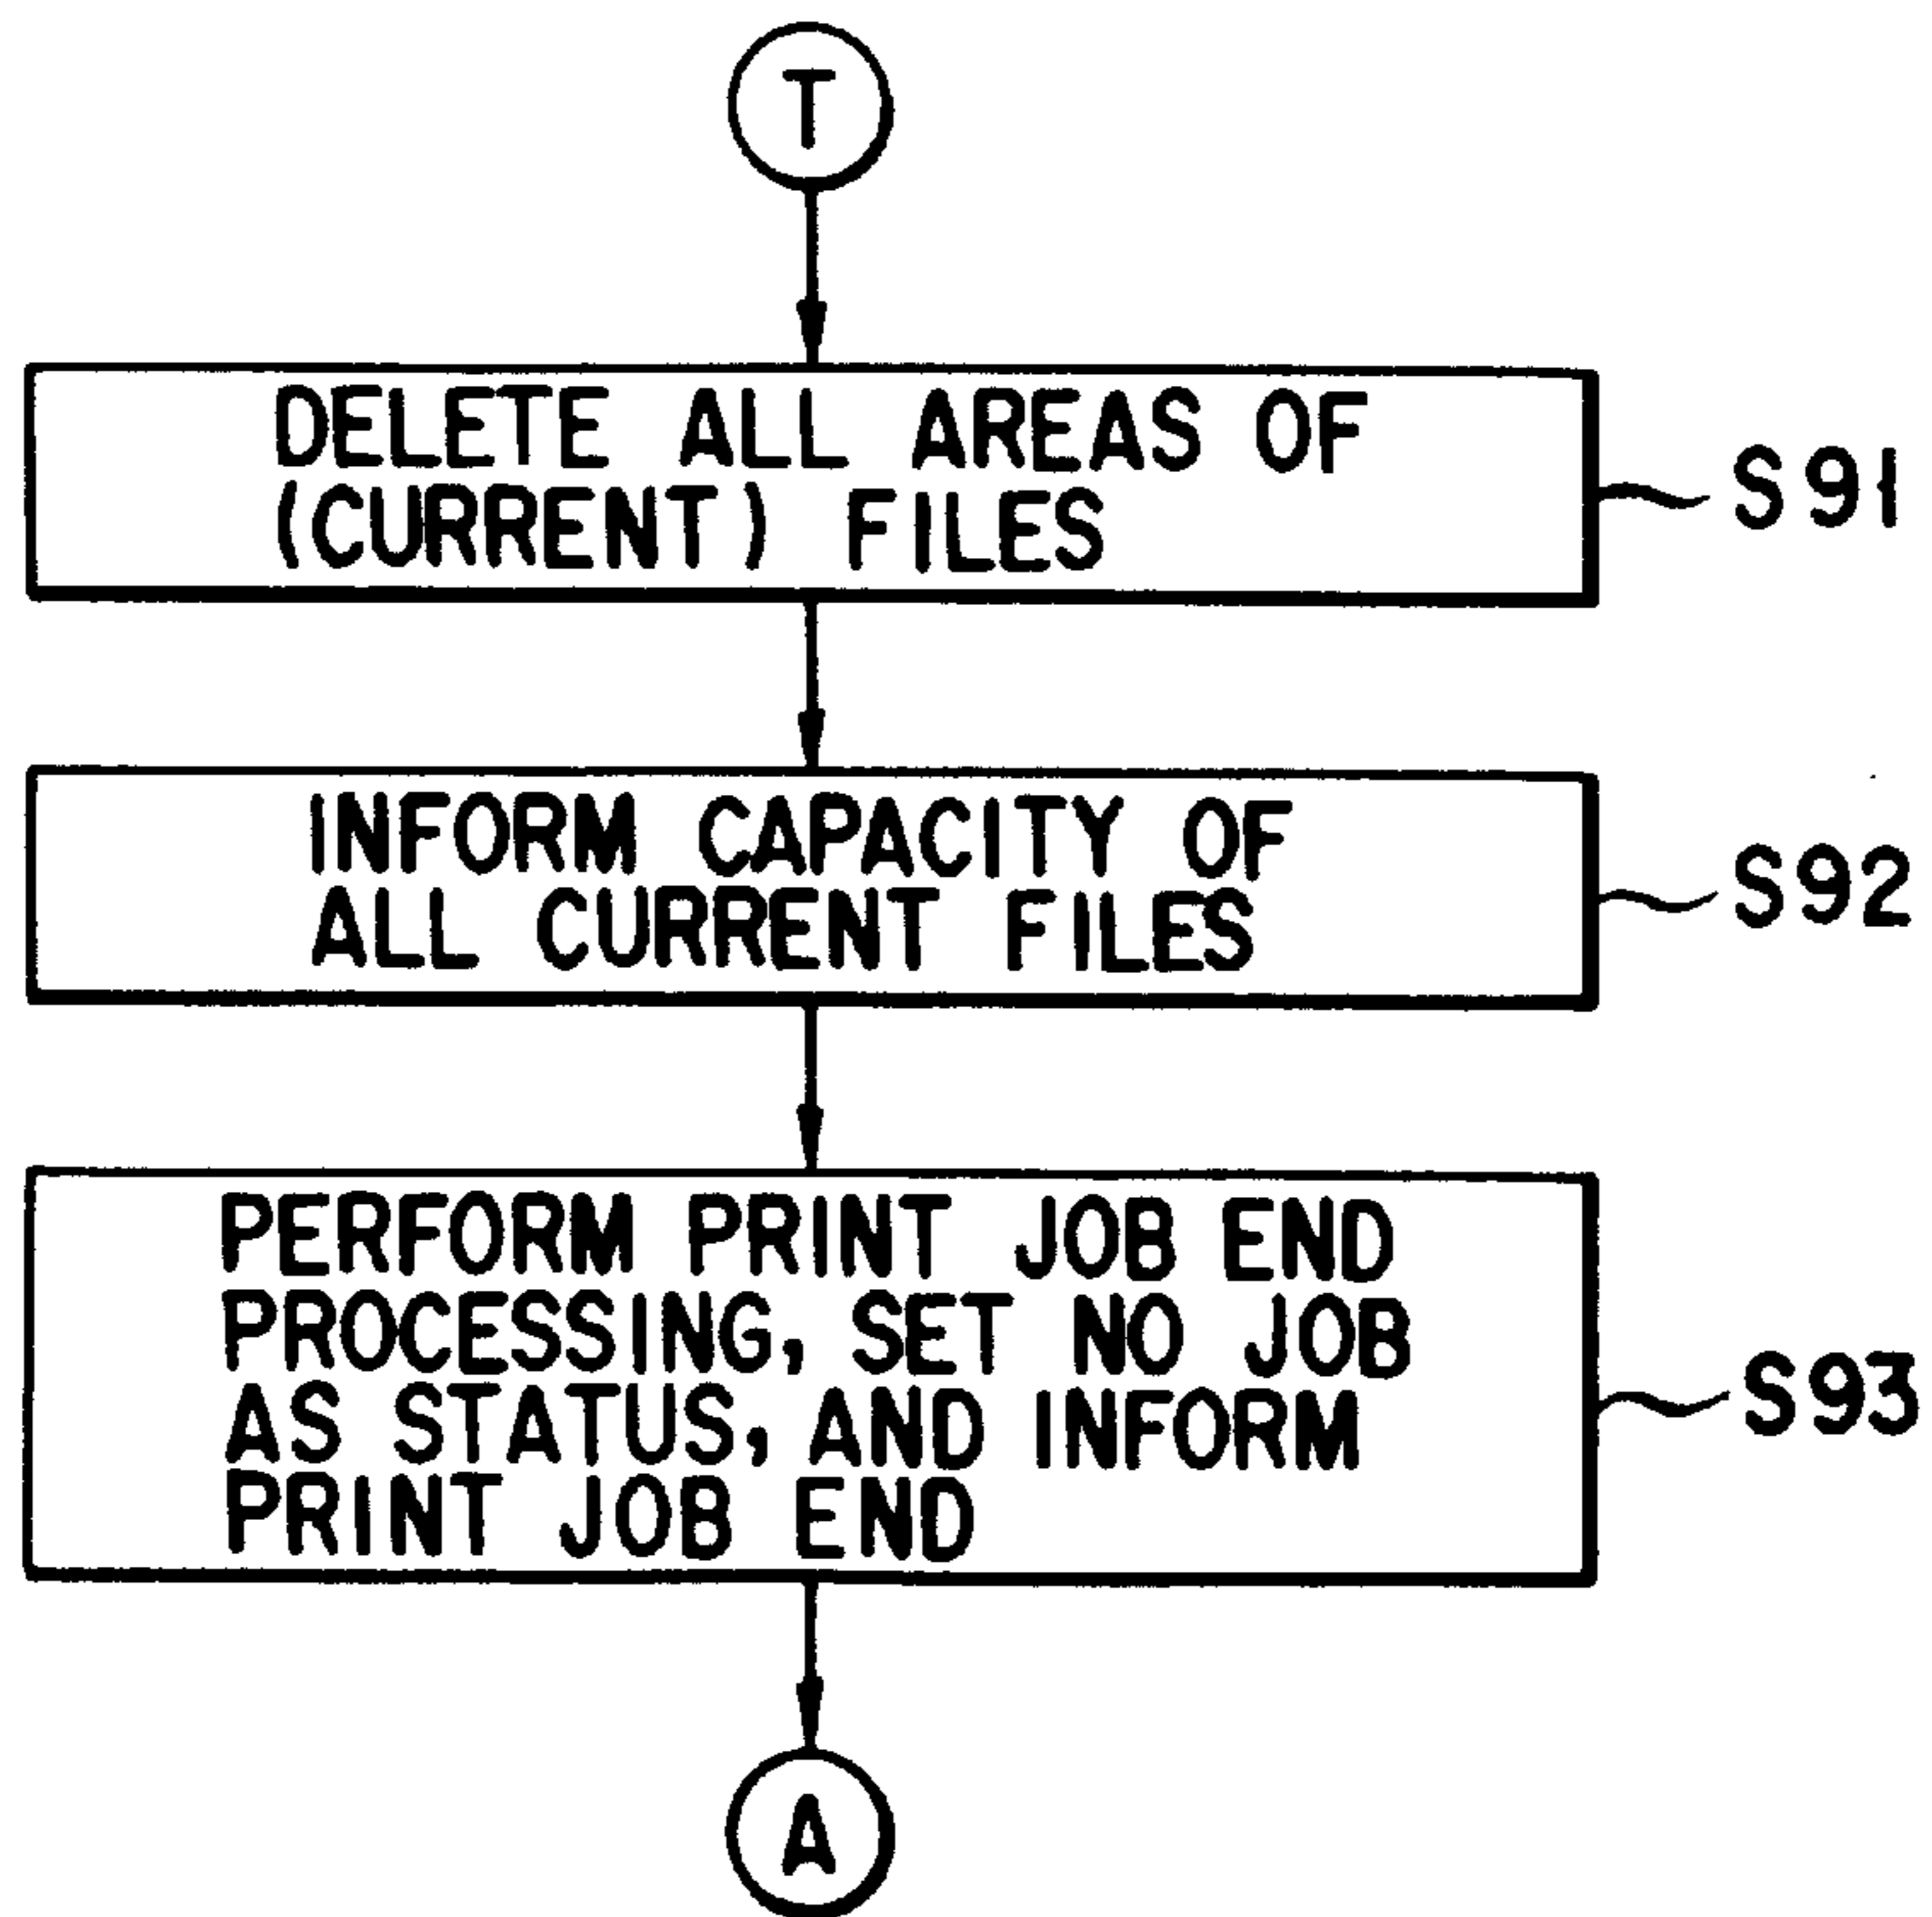 T
DELETE ALL AREAS OF
(CURRENT) FILES
S91
INFORM CAPACITY OF
ALL CURRENT FILES
S92
PERFORM PRINT JOB END
PROCESSING, SET NO JOB
AS STATUS, AND INFORM
PRINT JOB END
S93
A